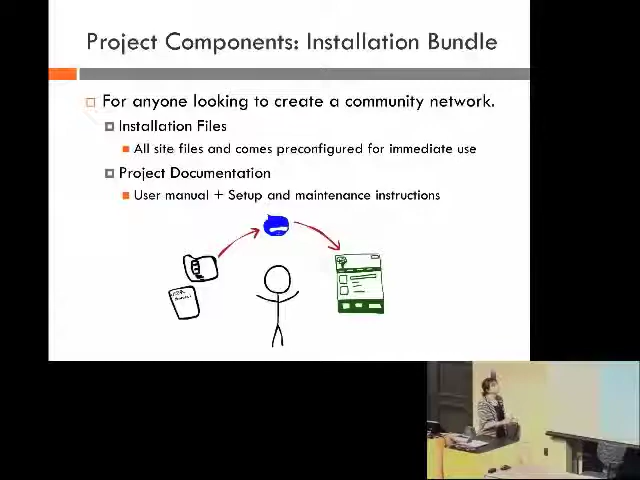 Project Components: Installation Bundle
For anyone looking to create a community network.
Installation Files
All site files and comes preconfigured for immediate use
Project Documentation
User manual + Setup and maintenance instructions